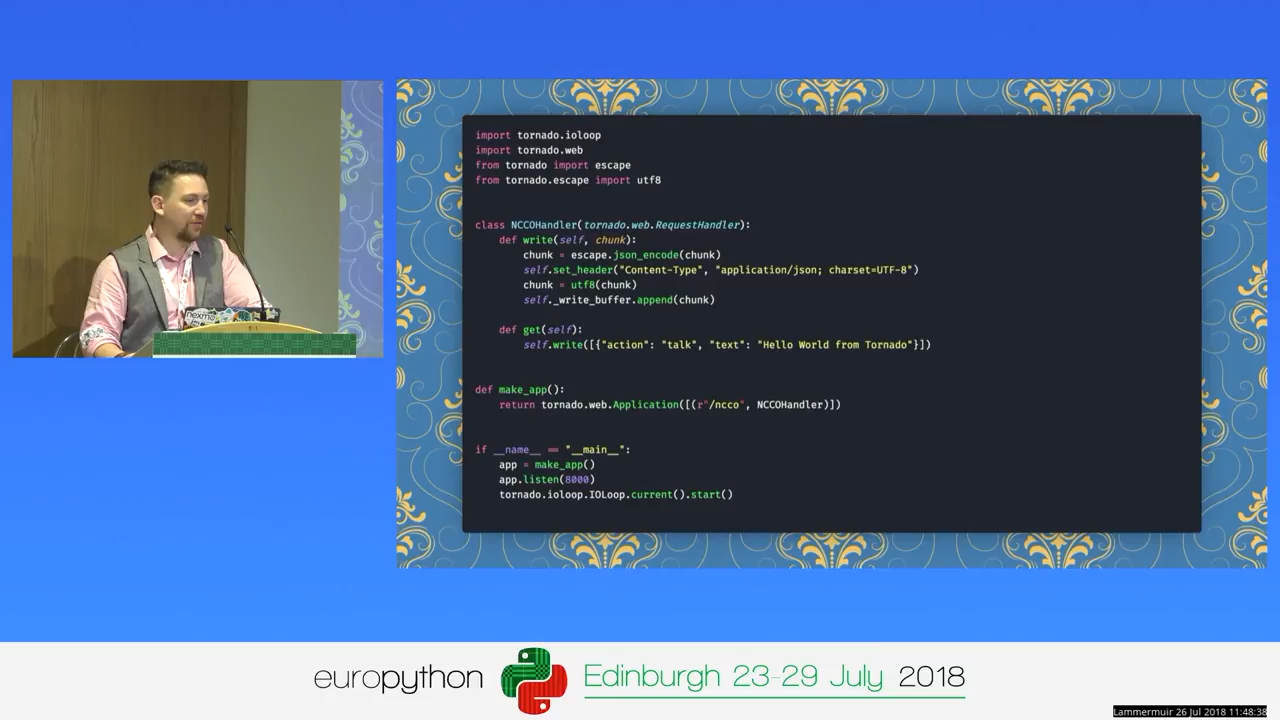 nexmo
import tornado.ioloop
import tornado.web
from tornado import escape
from tornado.escape import utf8
class NCCOHandler(tornado.web.RequestHandler):
def write(self, chunk):
chunk = escape.json_encode(chunk)
self.set_header("Content-Type", "application/json; charset=UTF-8")
chunk = utf8(chunk)
self._write_buffer.append(chunk)
def get(self):
self.write([{"action": "talk", "text": "Hello World from Tornado"}])
def make_app():
return tornado.web.Application([(r"/ncco", NCCOHandler)])
if __name__ == "__main__":
app = make_app()
app.listen(8000)
tornado.ioloop.IOLoop.current().start()
europython Edinburgh 23-29 July 2018
Lammermuir 26 Jul 2018 11:48:38